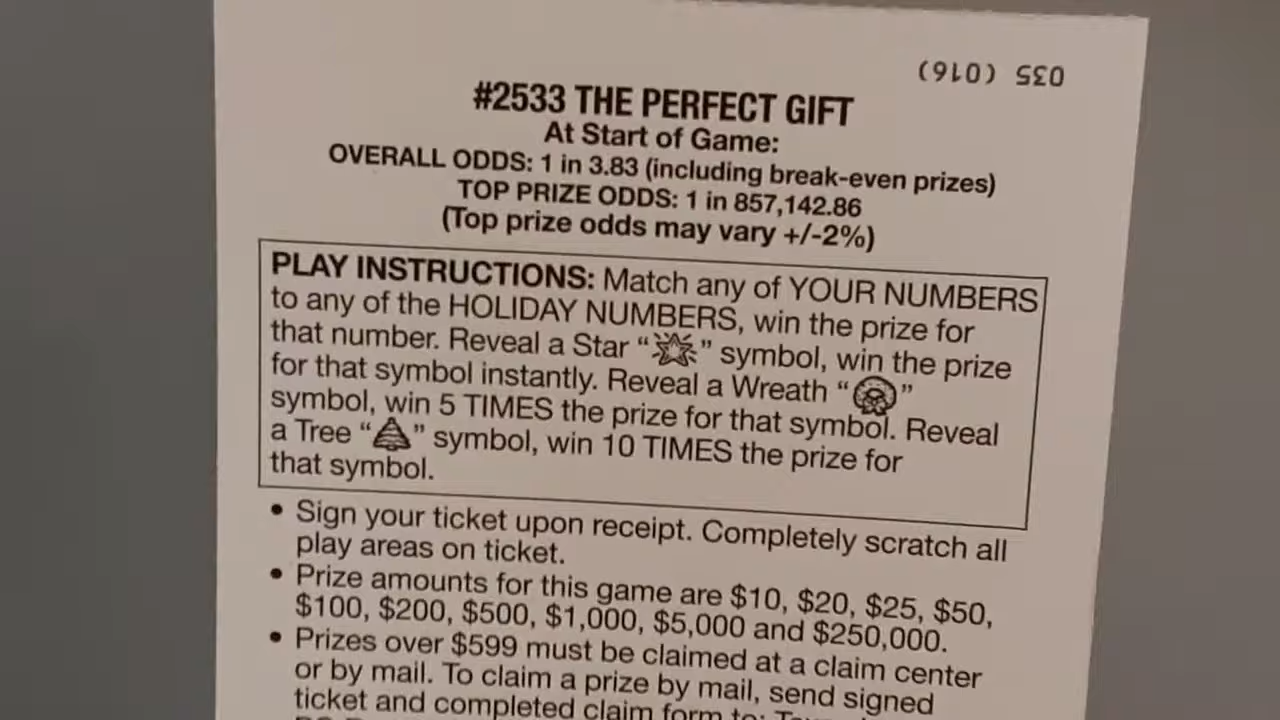 035 (016)
#2533 THE PERFECT GIFT
At Start of Game:
OVERALL ODDS: 1 in 3.83 (including break-even prizes)
TOP PRIZE ODDS: 1 in 857,142.86
(Top prize odds may vary +/-2%)
PLAY INSTRUCTIONS: Match any of YOUR NUMBERS
to any of the HOLIDAY NUMBERS, win the prize for
that number. Reveal a Star “ ” symbol, win the prize
for that symbol instantly. Reveal a Wreath “ ”
symbol, win 5 TIMES the prize for that symbol. Reveal
a Tree “ ” symbol, win 10 TIMES the prize for
that symbol.
• Sign your ticket upon receipt. Completely scratch all
play areas on ticket.
• Prize amounts for this game are $10, $20, $25, $50,
$100, $200, $500, $1,000, $5,000 and $250,000.
• Prizes over $599 must be claimed at a claim center
or by mail. To claim a prize by mail, send signed
ticket and completed claim form to: